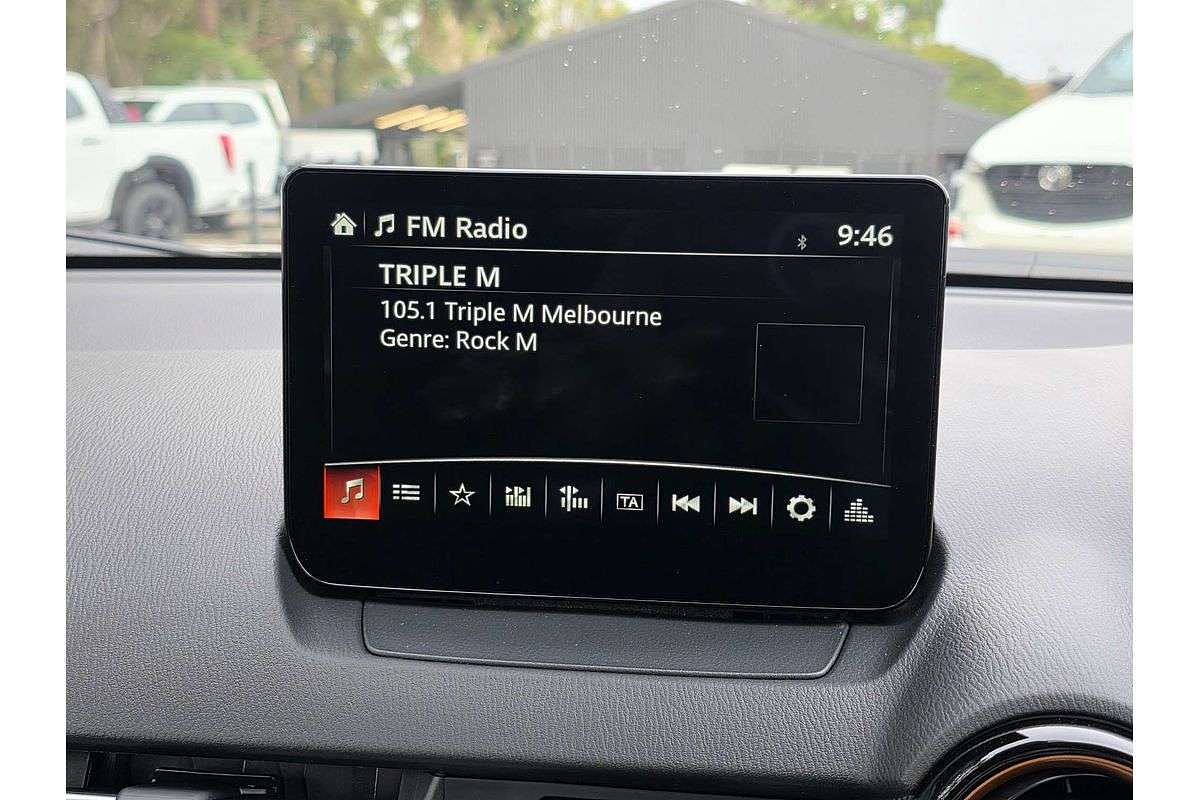 FM Radio
9:46
TRIPLE M
105.1 Triple M Melbourne
Genre: Rock M
TA